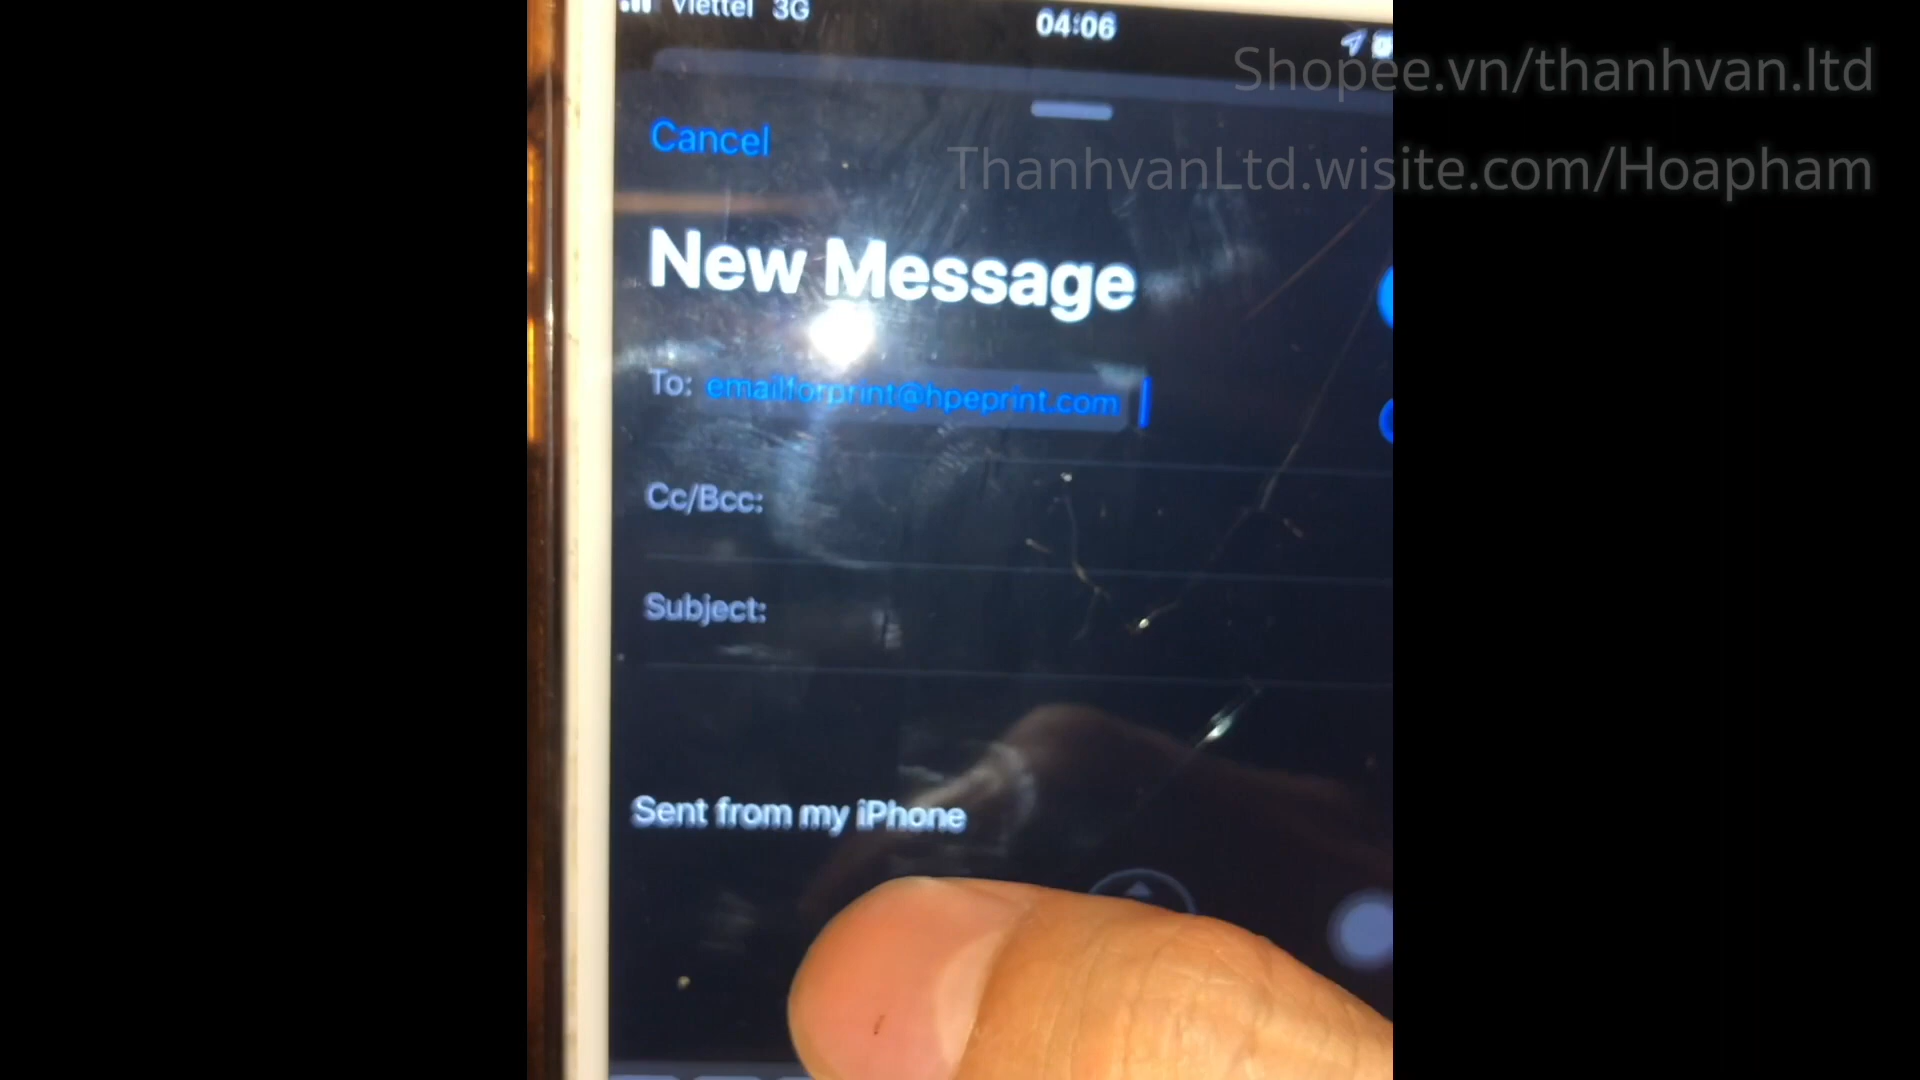 Viettel 3G
04:06
Shopee.vn/thanhvan.ltd
Cancel
ThanhvanLtd.wisite.com/Hoapham
New Message
To: emailforprint@hpeprint.com
Cc/Bcc:
Subject:
Sent from my iPhone